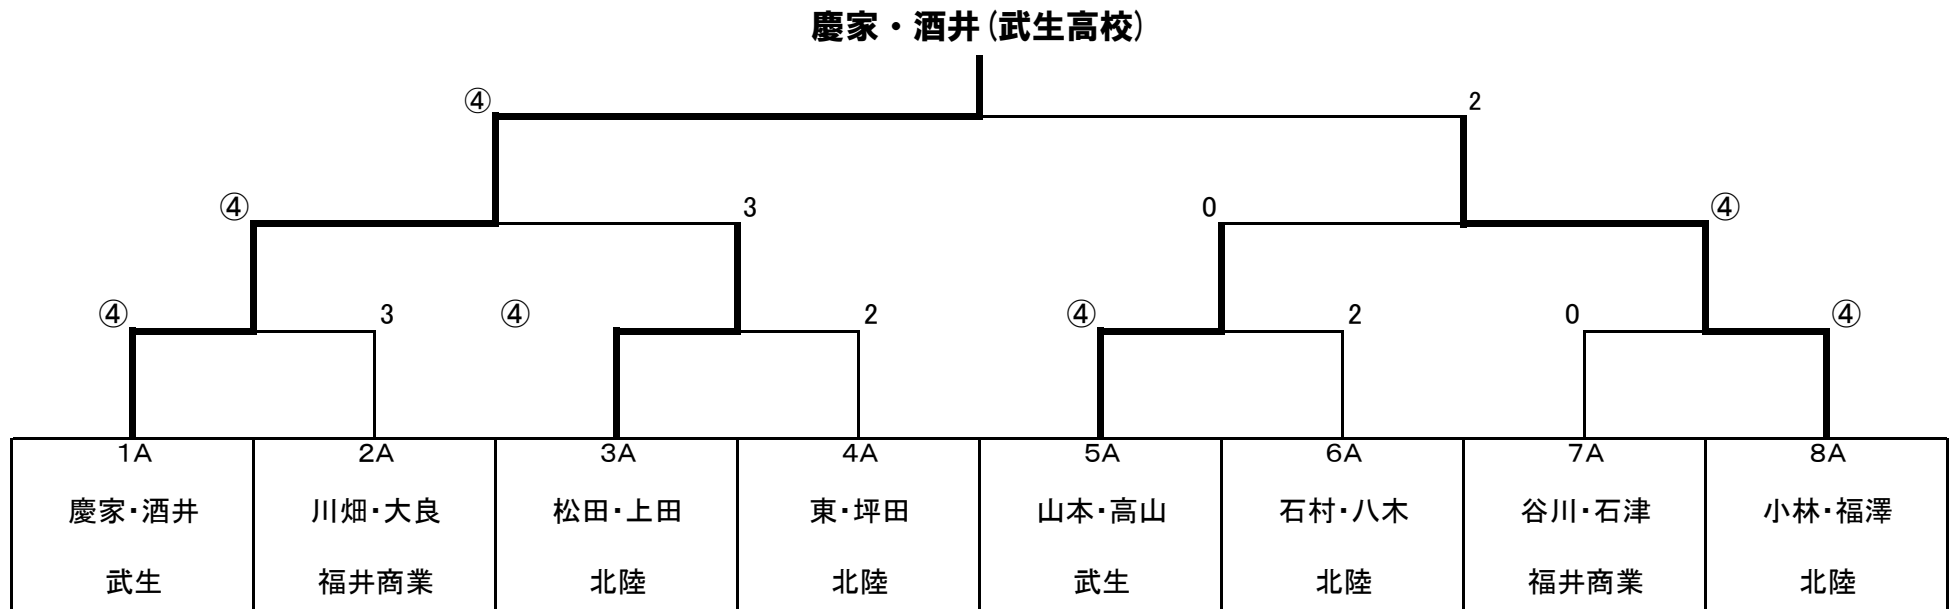 慶家・酒井(武生高校)
④ 2
④ 3 0 ④
④ 3 ④ 2 ④ 2 0 ④
1A 2A 3A 4A 5A 6A 7A 8A
慶家・酒井 川畑・大良 松田・上田 東・坪田 山本・高山 石村・八木 谷川・石津 小林・福澤
武生 福井商業 北陸 北陸 武生 北陸 福井商業 北陸